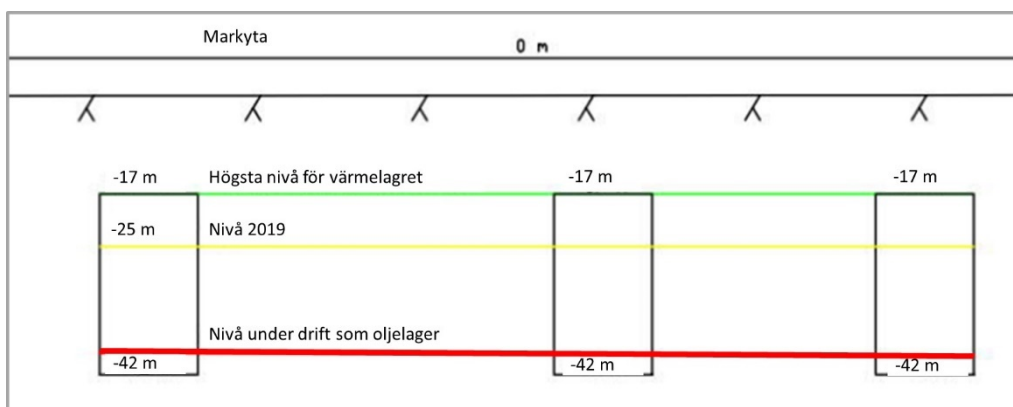 Markyta
0 m
-17 m Högsta nivå för värmelagret -17 m -17 m
-25 m Nivå 2019
Nivå under drift som oljelager
-42 m -42 m -42 m